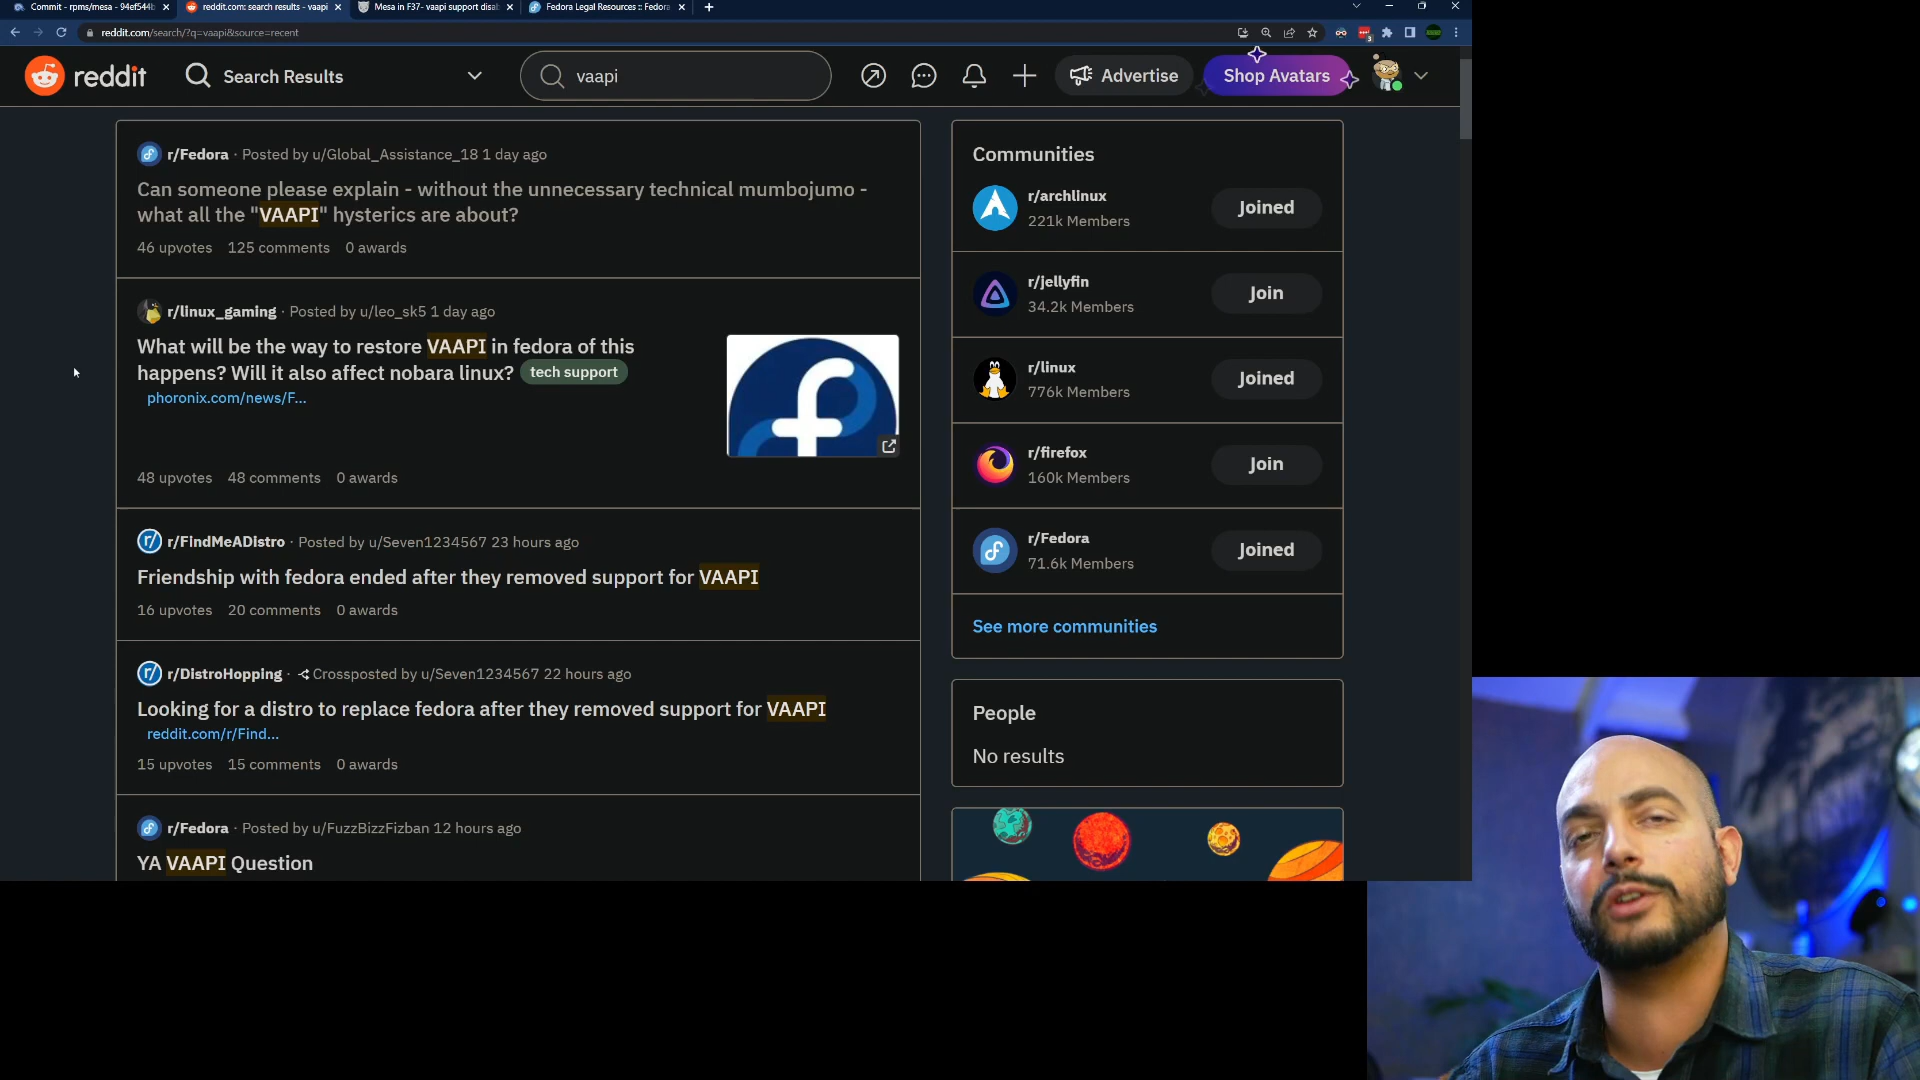 Commit - rpms/mesa - 94ef544b
reddit.com: search results - vaapi
Mesa in F37- vaapi support disab
Fedora Legal Resources :: Fedora
reddit.com/search/?q=vaapi&source=recent
reddit
Search Results
vaapi
Advertise
Shop Avatars
r/Fedora · Posted by u/Global_Assistance_18 1 day ago
Can someone please explain - without the unnecessary technical mumbojumo -
what all the "VAAPI" hysterics are about?
46 upvotes 125 comments 0 awards
r/linux_gaming · Posted by u/leo_sk5 1 day ago
What will be the way to restore VAAPI in fedora of this
happens? Will it also affect nobara linux? tech support
phoronix.com/news/F...
48 upvotes 48 comments 0 awards
r/FindMeADistro · Posted by u/Seven1234567 23 hours ago
Friendship with fedora ended after they removed support for VAAPI
16 upvotes 20 comments 0 awards
r/
r/DistroHopping · Crossposted by u/Seven1234567 22 hours ago
Looking for a distro to replace fedora after they removed support for VAAPI
reddit.com/r/Find...
15 upvotes 15 comments 0 awards
r/
r/Fedora · Posted by u/FuzzBizzFizban 12 hours ago
YA VAAPI Question
Communities
r/archlinux
221k Members
Joined
r/jellyfin
34.2k Members
Join
r/linux
776k Members
Joined
r/firefox
160k Members
Join
r/Fedora
71.6k Members
Joined
See more communities
People
No results